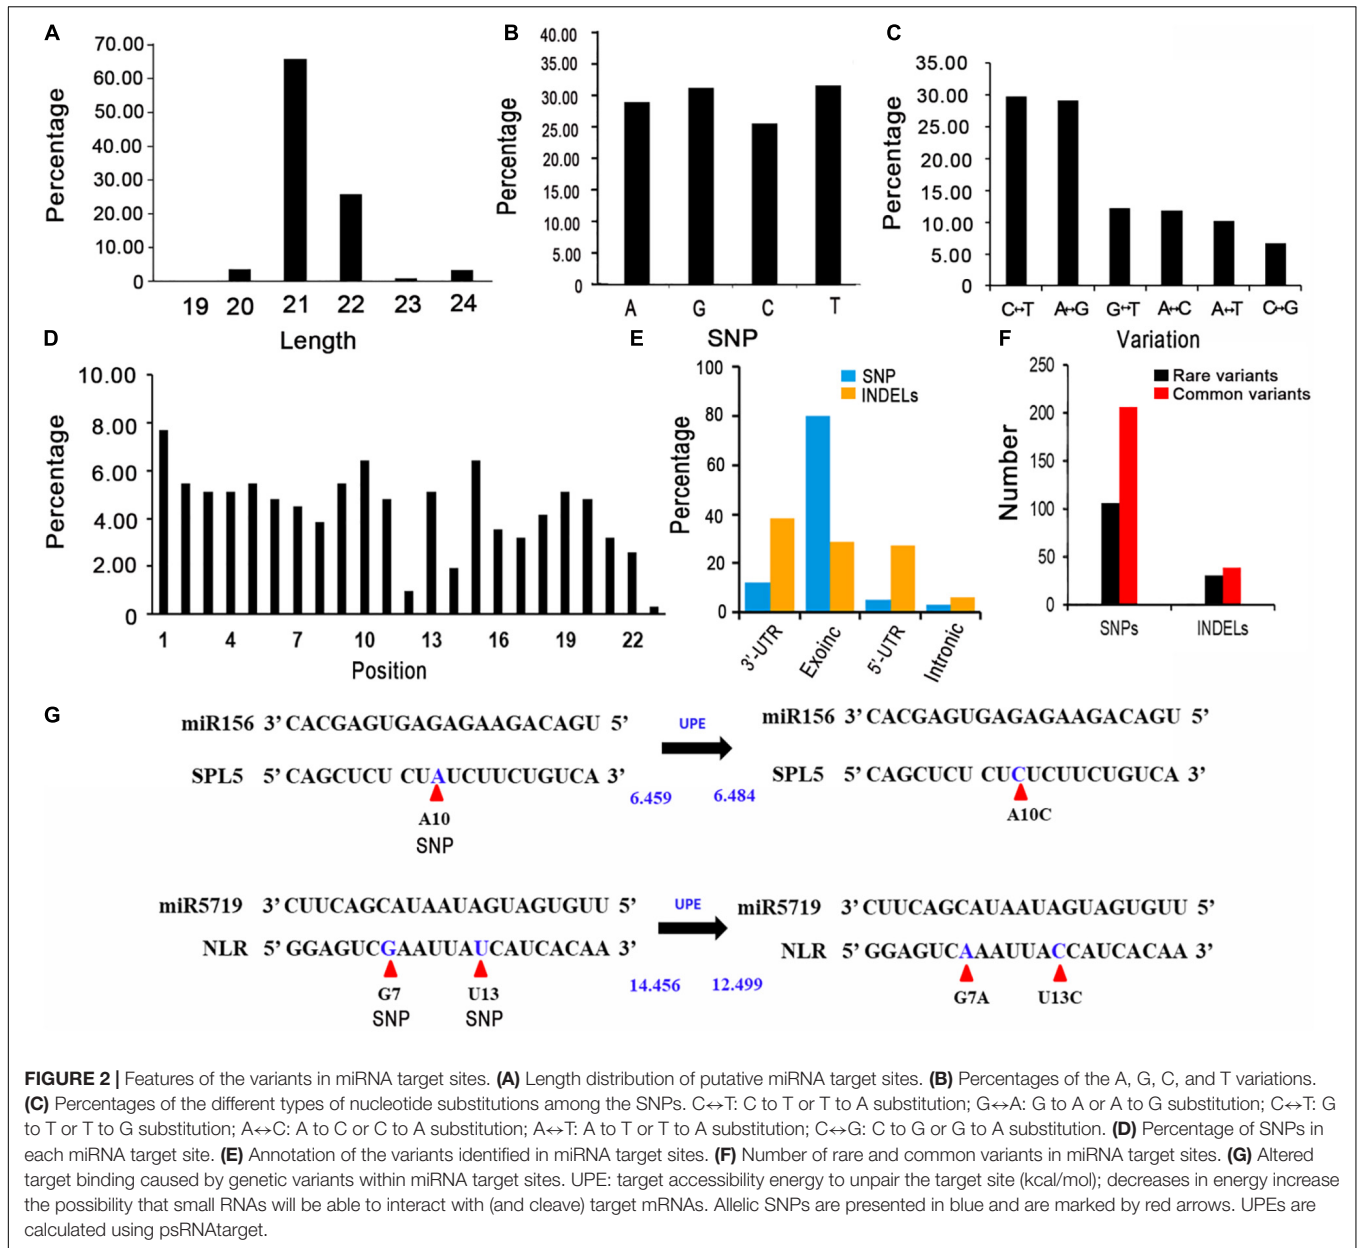 A
70.00
60.00
50.00
40.00
30.00
20.00
10.00
0
Percentage
19 20 21 22 23 24
Length
B
40.00
35.00
30.00
25.00
20.00
15.00
10.00
5.00
0
Percentage
A G C T
SNP
C
35.00
30.00
25.00
20.00
15.00
10.00
5.00
0
Percentage
C↔T A↔G G↔T A↔C A↔T C↔G
Variation
D
10.00
8.00
6.00
4.00
2.00
0
Percentage
1 4 7 10 13 16 19 22
Position
E
100
80
60
40
20
0
Percentage
SNP
INDELs
3'-UTR Exoinc 5'-UTR Intronic
F
250
200
150
100
50
0
Number
Rare variants
Common variants
SNPs INDELs
G
miR156 3’ CACGAGUGAGAGAAGACAGU 5’
SPL5 5’ CAGCUCU CUAUCUUCUGUCA 3’
A10
SNP
UPE
6.459 6.484
miR156 3’ CACGAGUGAGAGAAGACAGU 5’
SPL5 5’ CAGCUCU CUCUCUUCUGUCA 3’
A10C
miR5719 3’ CUUCAGCAUAAUAGUAGUGUU 5’
NLR 5’ GGAGUCGAAUUAUCAUCACAA 3’
G7 U13
SNP SNP
UPE
14.456 12.499
miR5719 3’ CUUCAGCAUAAUAGUAGUGUU 5’
NLR 5’ GGAGUCAAAUUACCAUCACAA 3’
G7A U13C
FIGURE 2 | Features of the variants in miRNA target sites. (A) Length distribution of putative miRNA target sites. (B) Percentages of the A, G, C, and T variations.
(C) Percentages of the different types of nucleotide substitutions among the SNPs. C↔T: C to T or T to A substitution; G↔A: G to A or A to G substitution; C↔T: G
to T or T to G substitution; A↔C: A to C or C to A substitution; A↔T: A to T or T to A substitution; C↔G: C to G or G to A substitution. (D) Percentage of SNPs in
each miRNA target site. (E) Annotation of the variants identified in miRNA target sites. (F) Number of rare and common variants in miRNA target sites. (G) Altered
target binding caused by genetic variants within miRNA target sites. UPE: target accessibility energy to unpair the target site (kcal/mol); decreases in energy increase
the possibility that small RNAs will be able to interact with (and cleave) target mRNAs. Allelic SNPs are presented in blue and are marked by red arrows. UPEs are
calculated using psRNAtarget.